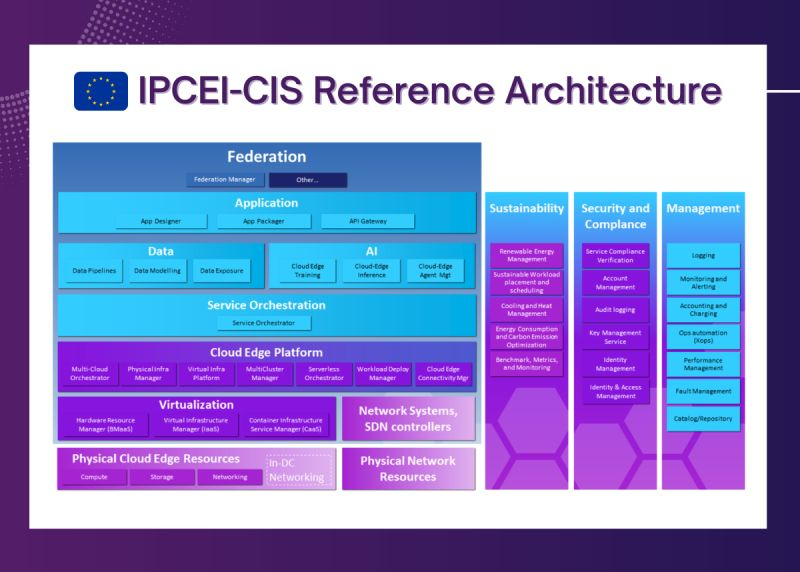 IPCEI-CIS Reference Architecture
Federation
Federation Manager
Other...
Application
App Designer
App Packager
API Gateway
Data
Data Pipelines
Data Modelling
Data Exposure
AI
Cloud Edge
Training
Cloud-Edge
Inference
Cloud-Edge
Agent Mgt
Service Orchestration
Service Orchestrator
Cloud Edge Platform
Multi-Cloud
Orchestrator
Physical Infra
Manager
Virtual Infra
Platform
MultiCluster
Manager
Serverless
Orchestrator
Workload Deploy
Manager
Cloud Edge
Connectivity Mgr
Virtualization
Hardware Resource
Manager (BMaaS)
Virtual Infrastructure
Manager (IaaS)
Container Infrastructure
Service Manager (CaaS)
Network Systems,
SDN controllers
Physical Cloud Edge Resources
Compute
Storage
Networking
In-DC
Networking
Physical Network
Resources
Sustainability
Renewable Energy
Management
Sustainable Workload
placement and
scheduling
Cooling and Heat
Management
Energy Consumption
and Carbon Emission
Optimization
Benchmark, Metrics,
and Monitoring
Security and
Compliance
Service Compliance
Verification
Account
Management
Audit logging
Key Management
Service
Identity
Management
Identity & Access
Management
Management
Logging
Monitoring and
Alerting
Accounting and
Charging
Ops automation
(Xops)
Performance
Management
Fault Management
Catalog/Repository